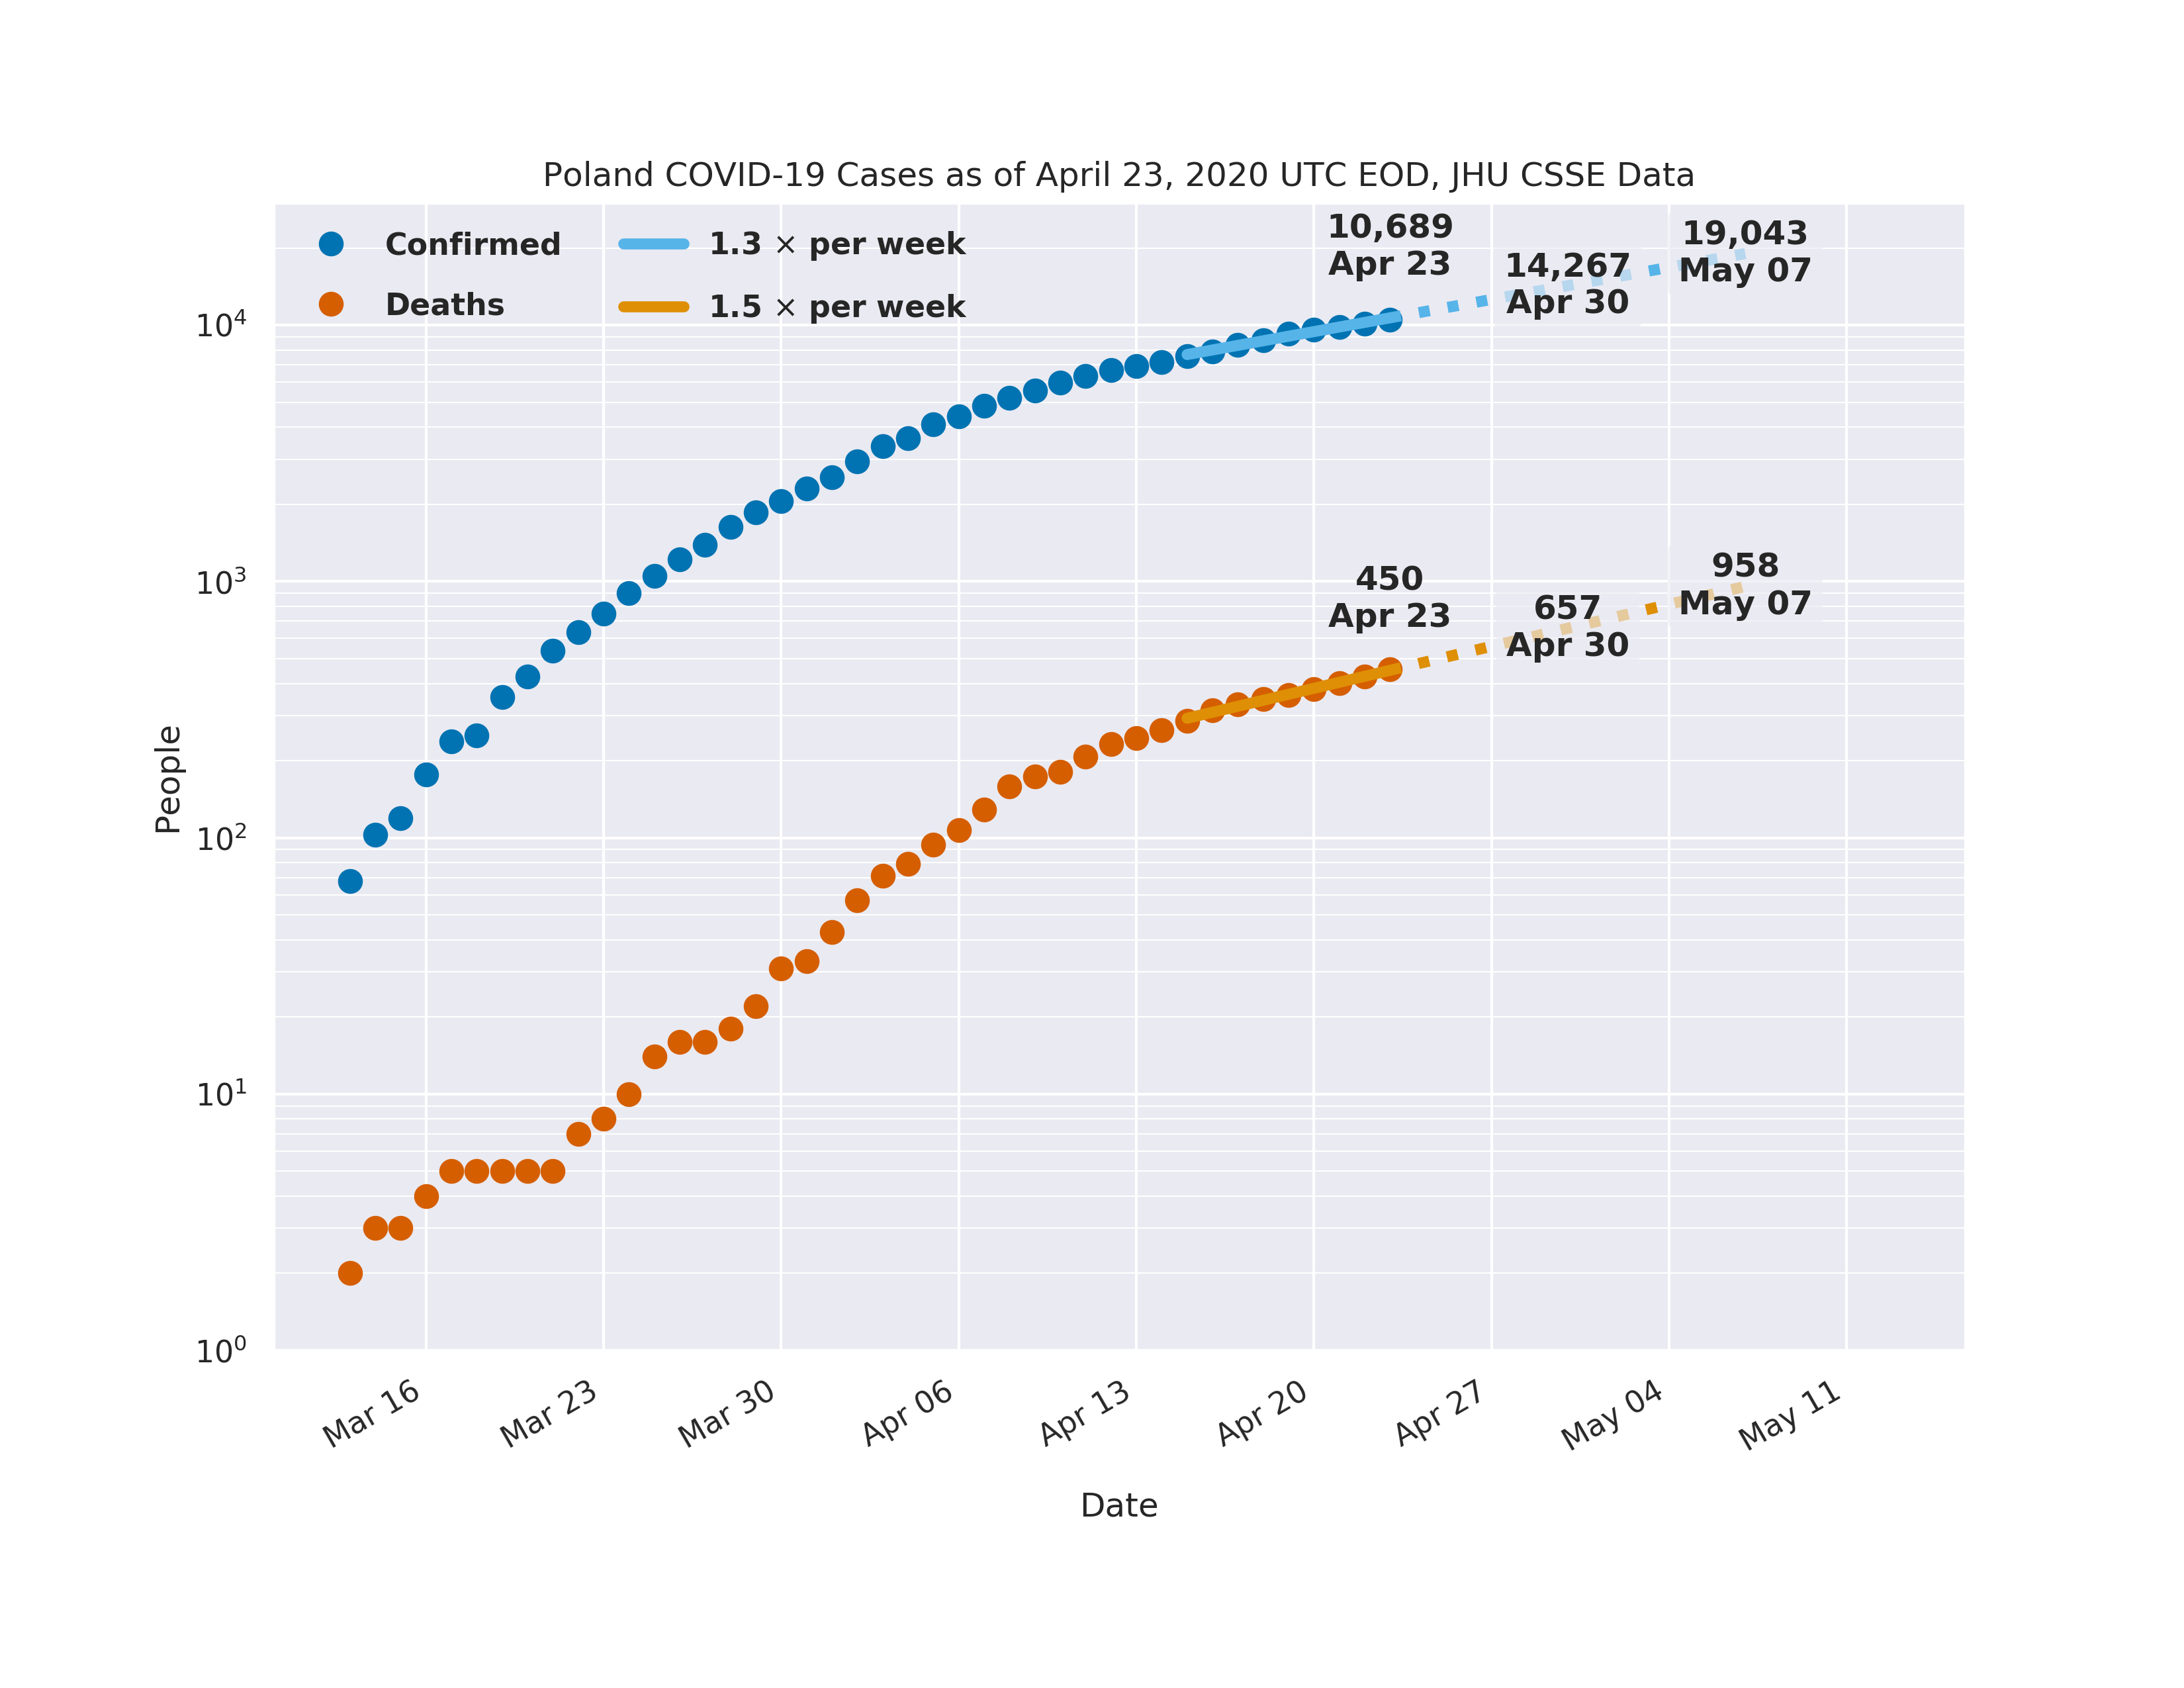 Poland COVID-19 Cases as of April 23, 2020 UTC EOD, JHU CSSE Data
Confirmed
Deaths
1.3 × per week
1.5 × per week
10,689
Apr 23
14,267
Apr 30
19,043
May 07
450
Apr 23
657
Apr 30
958
May 07
People
10⁴
10³
10²
10¹
10⁰
Mar 16
Mar 23
Mar 30
Apr 06
Apr 13
Apr 20
Apr 27
May 04
May 11
Date